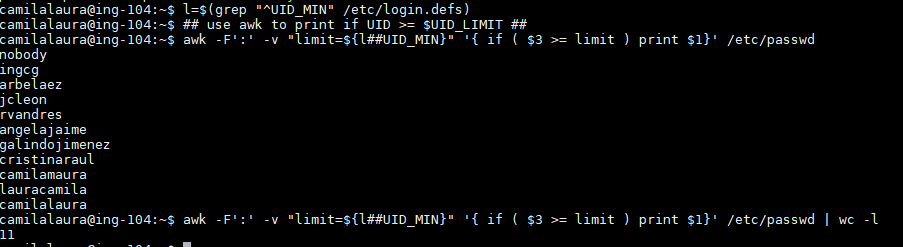 camilalaura@ing-104:~$ l=$(grep "^UID_MIN" /etc/login.defs)
camilalaura@ing-104:~$ ## use awk to print if UID >= $UID_LIMIT ##
camilalaura@ing-104:~$ awk -F':' -v "limit=${l##UID_MIN}" '{ if ( $3 >= limit ) print $1}' /etc/passwd
nobody
ingcg
arbelaez
jcleon
rvandres
angelajaime
galindojimenez
cristinaraul
camilamaura
lauracamila
camilalaura
camilalaura@ing-104:~$ awk -F':' -v "limit=${l##UID_MIN}" '{ if ( $3 >= limit ) print $1}' /etc/passwd | wc -l
11
camilalaura@ing-104:~$